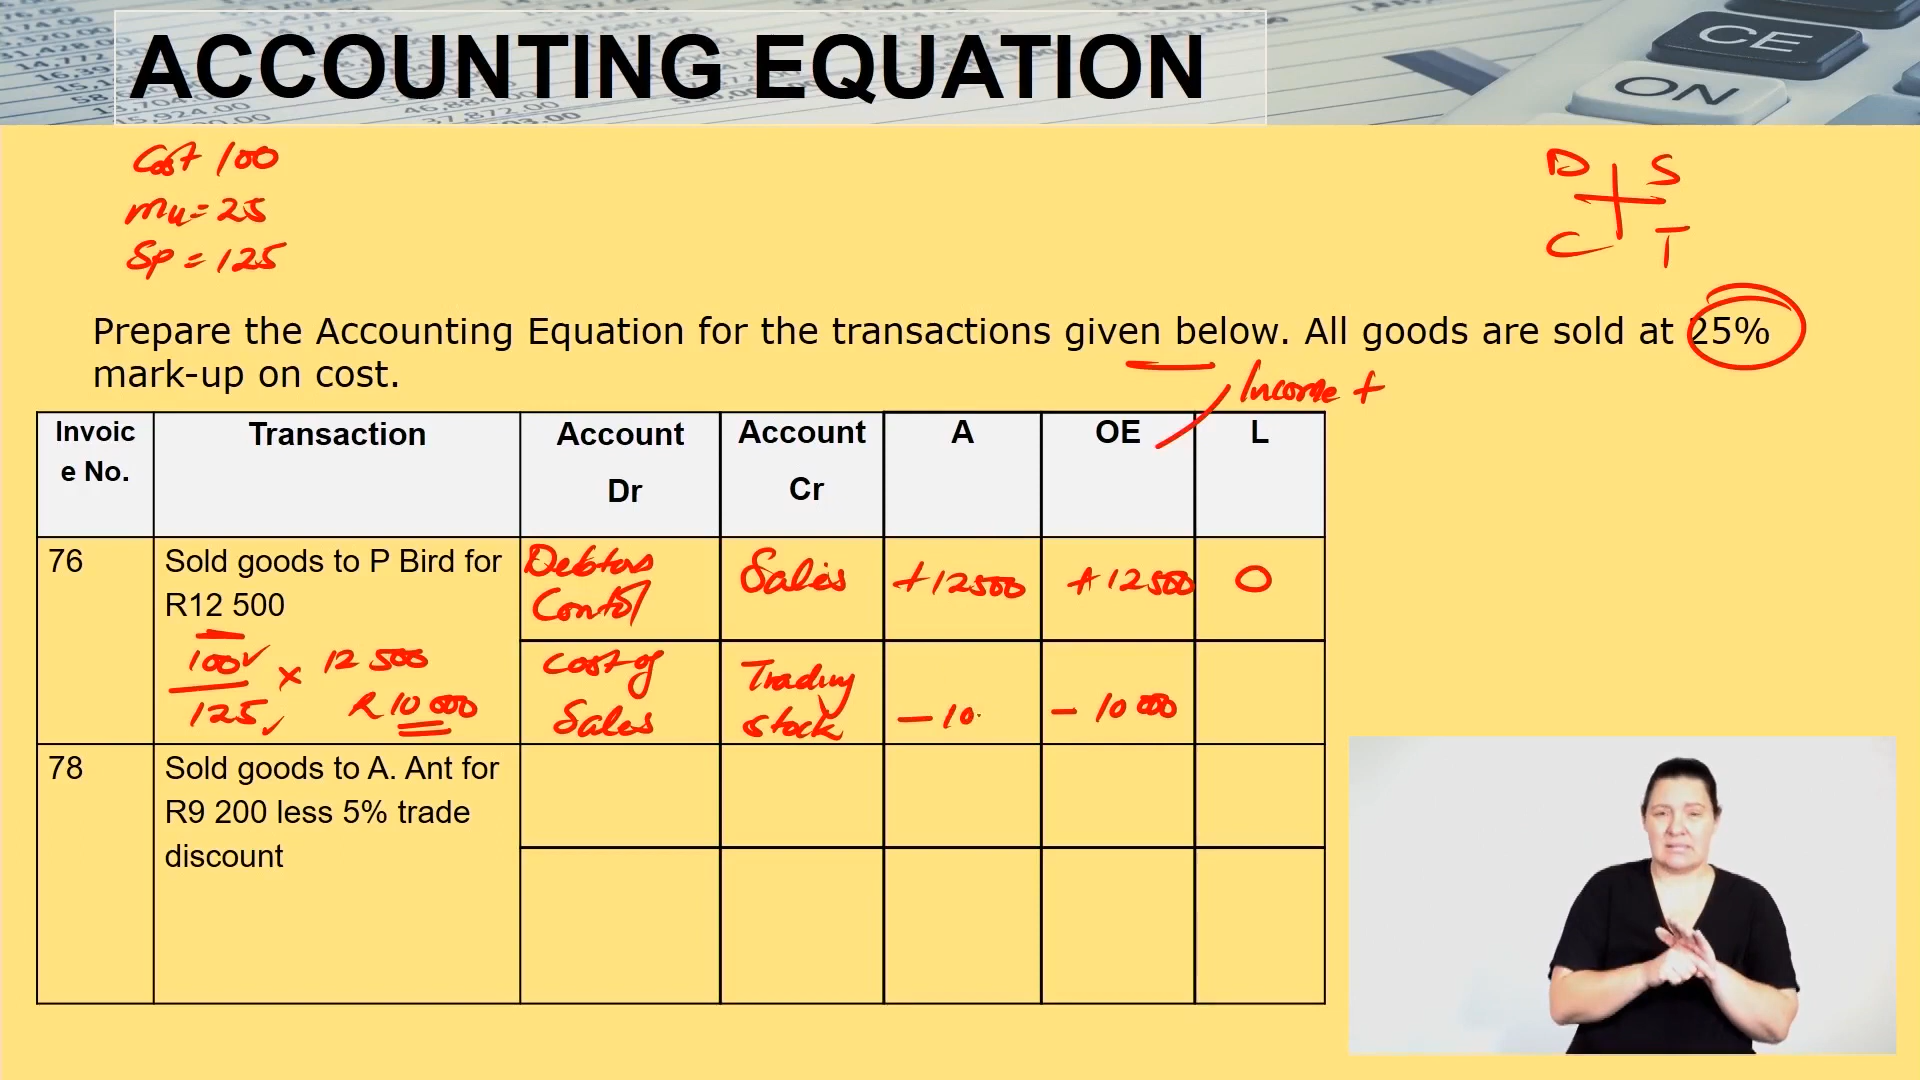 ACCOUNTING EQUATION
CE
ON
Cost 100
mu = 25
SP = 125
D S
C T
Prepare the Accounting Equation for the transactions given below. All goods are sold at 25%
mark-up on cost.
Income +
Invoic
e No.
Transaction
Account
Dr
Account
Cr
A
OE
L
76
Sold goods to P Bird for
R12 500
100 × 12 500
125 R10 000
Debtors
Control
Sales
+12500
+12500
0
Cost of
Sales
Trading
stock
- 10
- 10 000
78
Sold goods to A. Ant for
R9 200 less 5% trade
discount